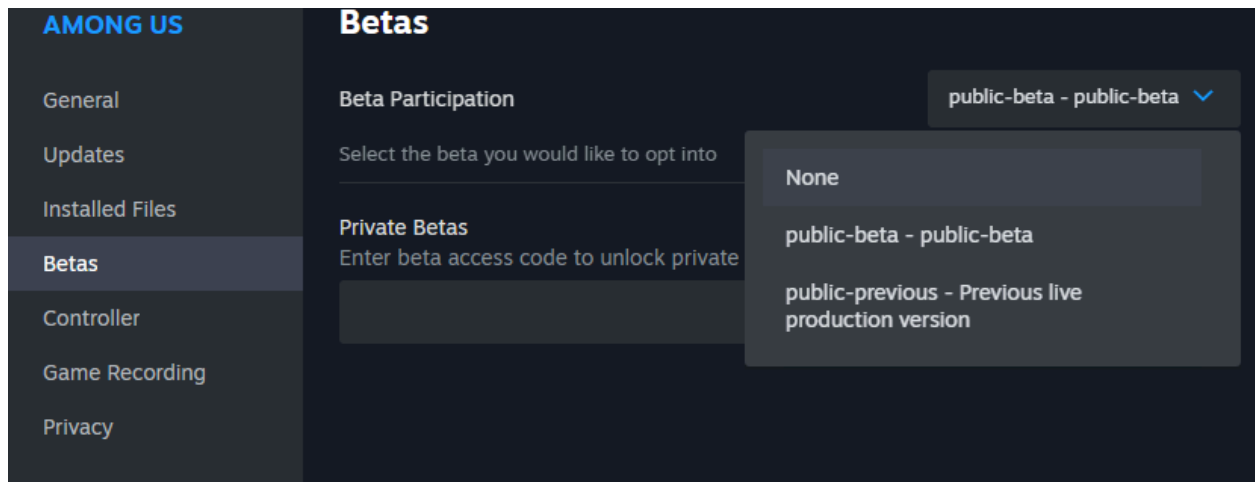 AMONG US
General
Updates
Installed Files
Betas
Controller
Game Recording
Privacy
Betas
Beta Participation
public-beta - public-beta
Select the beta you would like to opt into
None
public-beta - public-beta
public-previous - Previous live
production version
Private Betas
Enter beta access code to unlock private